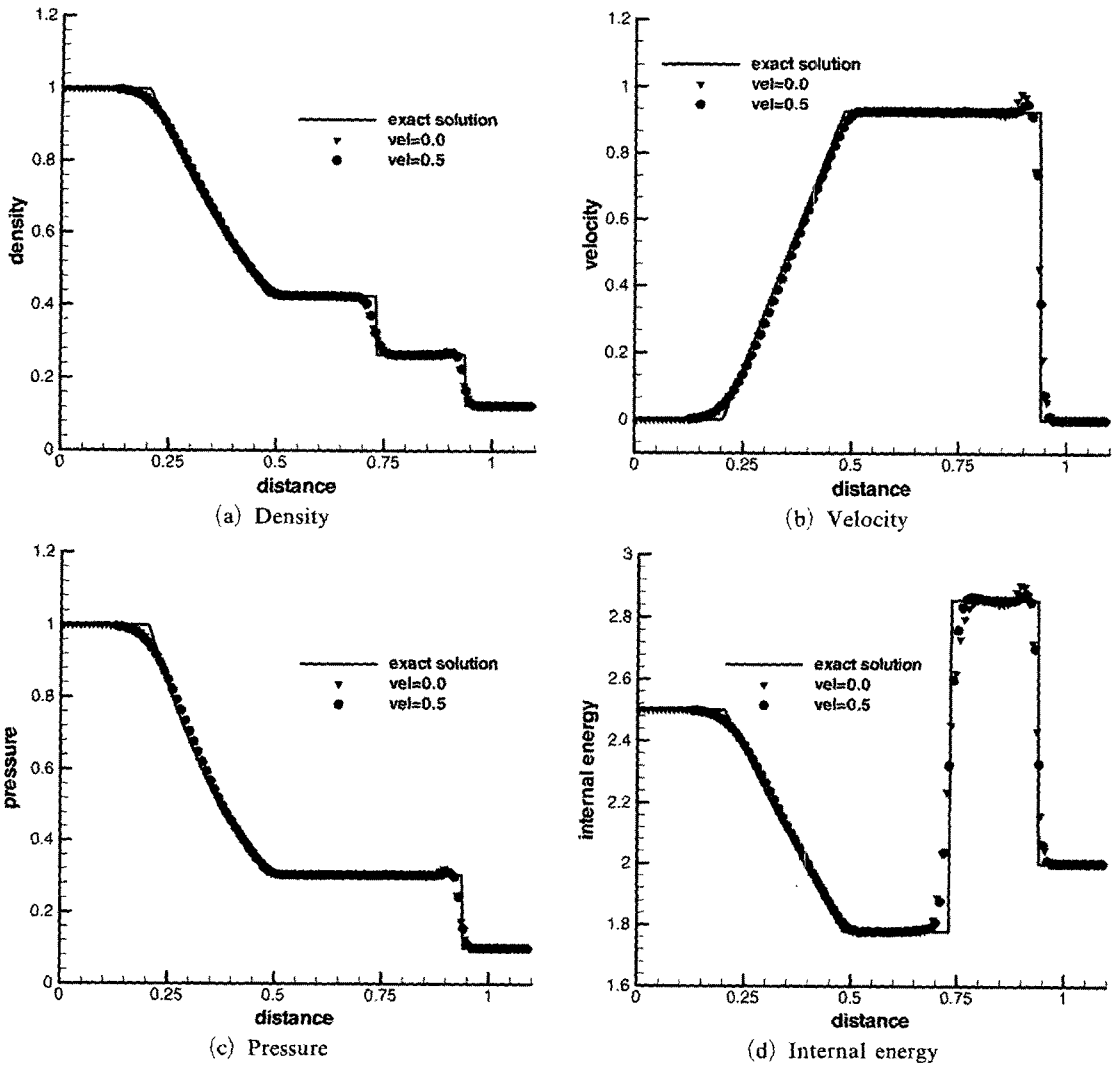 1.2
1
0.8
0.6
0.4
0.2
0
0
0.25
0.5
0.75
1
density
distance
exact solution
vel=0.0
vel=0.5
(a) Density
1.2
1
0.8
0.6
0.4
0.2
0
0
0.25
0.5
0.75
1
velocity
distance
exact solution
vel=0.0
vel=0.5
(b) Velocity
1.2
1
0.8
0.6
0.4
0.2
0
0
0.25
0.5
0.75
1
pressure
distance
exact solution
vel=0.0
vel=0.5
(c) Pressure
3
2.8
2.6
2.4
2.2
2
1.8
1.6
0
0.25
0.5
0.75
1
internal energy
distance
exact solution
vel=0.0
vel=0.5
(d) Internal energy